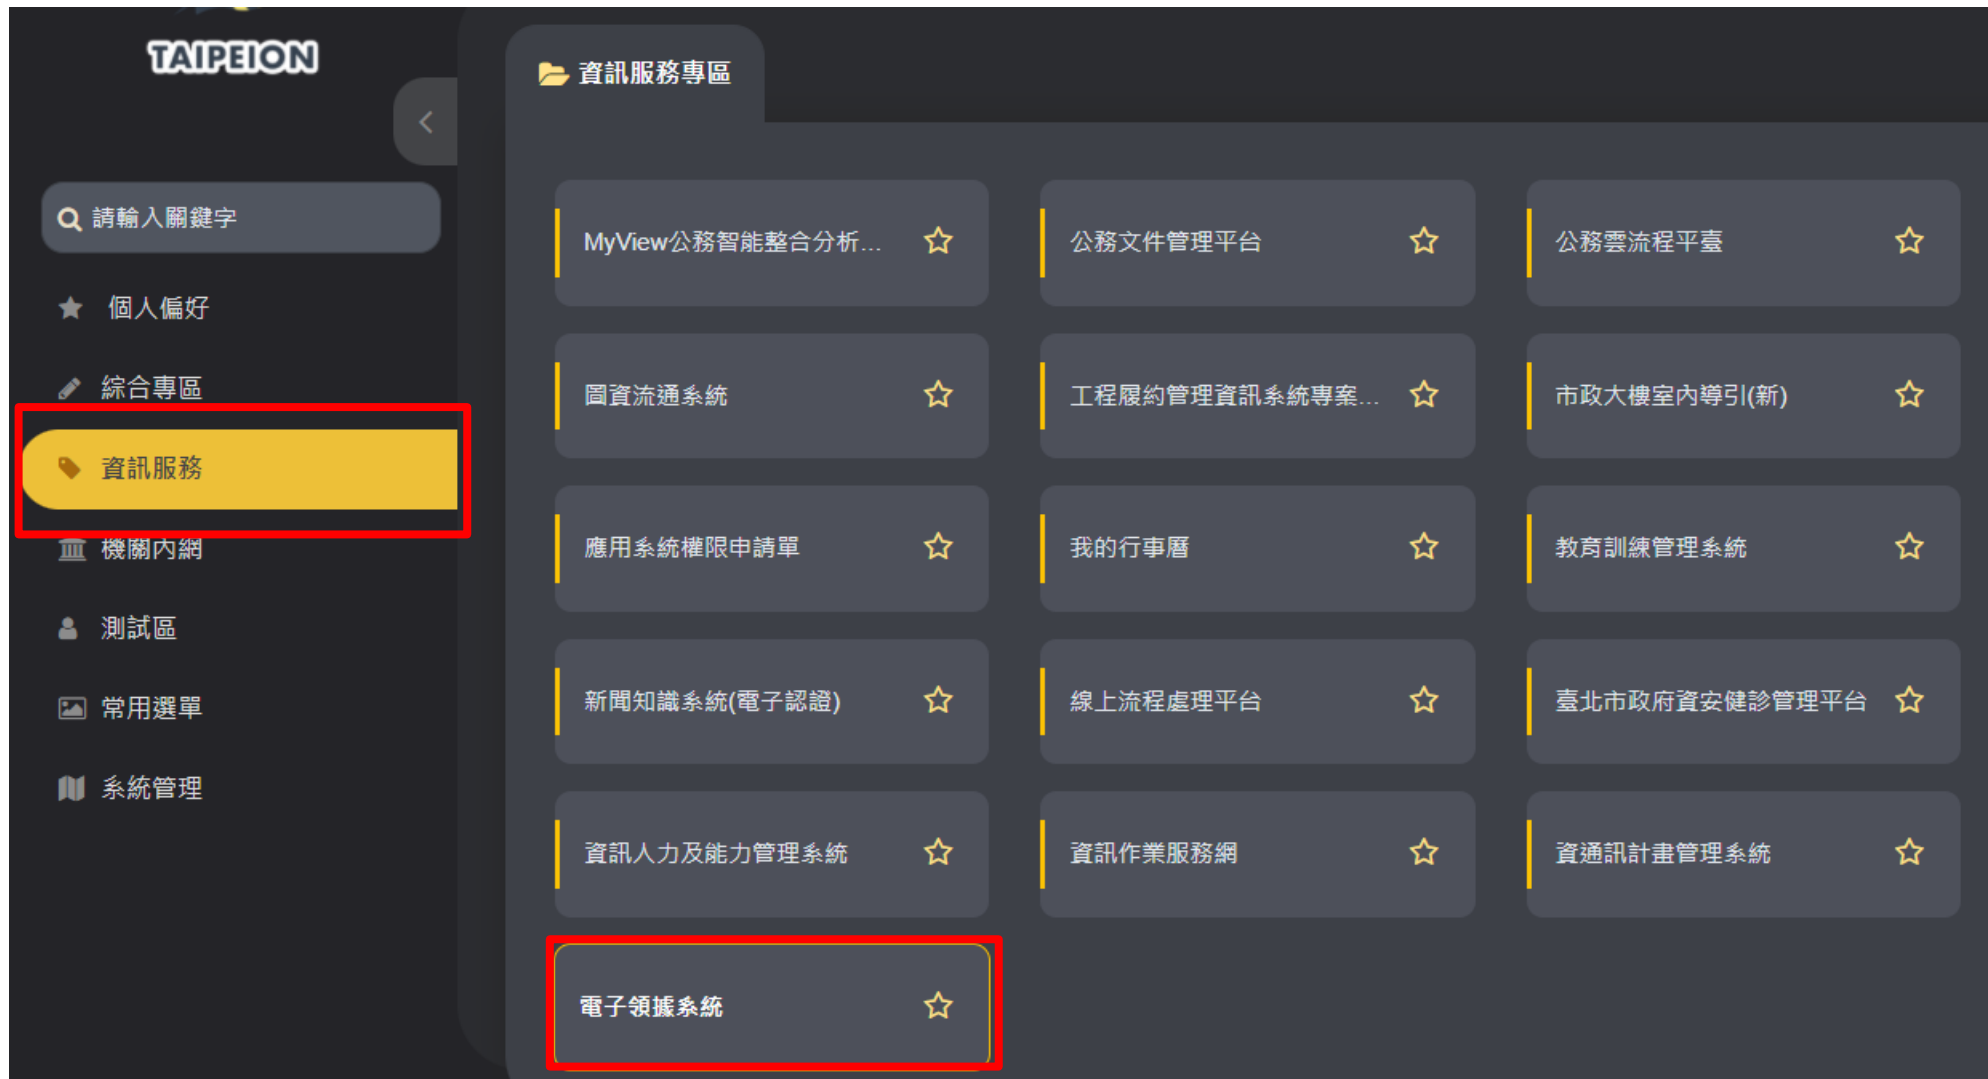 TAIPEION
請輸入關鍵字
個人偏好
綜合專區
資訊服務
機關內網
測試區
常用選單
系統管理
資訊服務專區
MyView公務智能整合分析...
公務文件管理平台
公務雲流程平臺
圖資流通系統
工程履約管理資訊系統專案...
市政大樓室內導引(新)
應用系統權限申請單
我的行事曆
教育訓練管理系統
新聞知識系統(電子認證)
線上流程處理平台
臺北市政府資安健診管理平台
資訊人力及能力管理系統
資訊作業服務網
資通訊計畫管理系統
電子領據系統